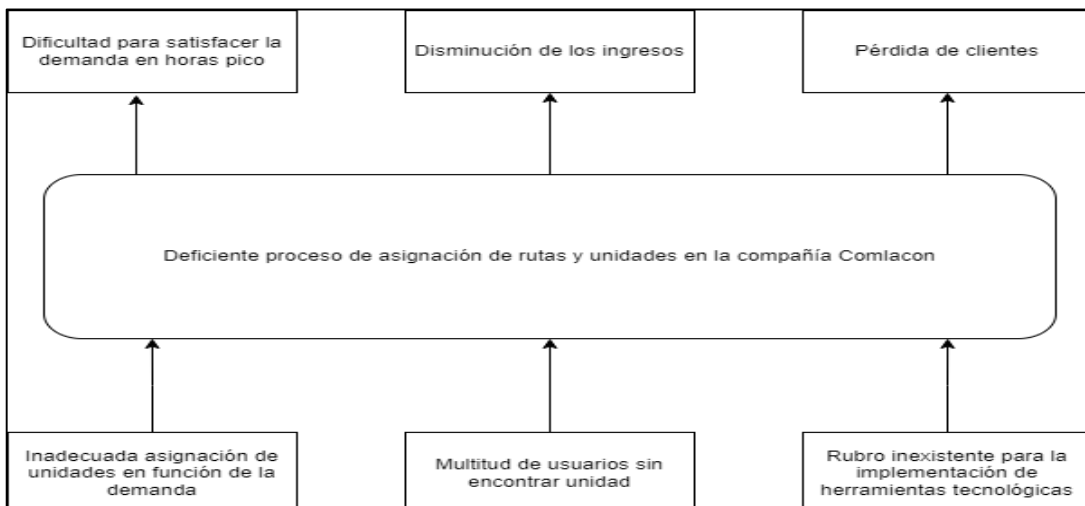 Dificultad para satisfacer la
demanda en horas pico
Disminución de los ingresos
Pérdida de clientes
Deficiente proceso de asignación de rutas y unidades en la compañía Comlacon
Inadecuada asignación de
unidades en función de la
demanda
Multitud de usuarios sin
encontrar unidad
Rubro inexistente para la
implementación de
herramientas tecnológicas